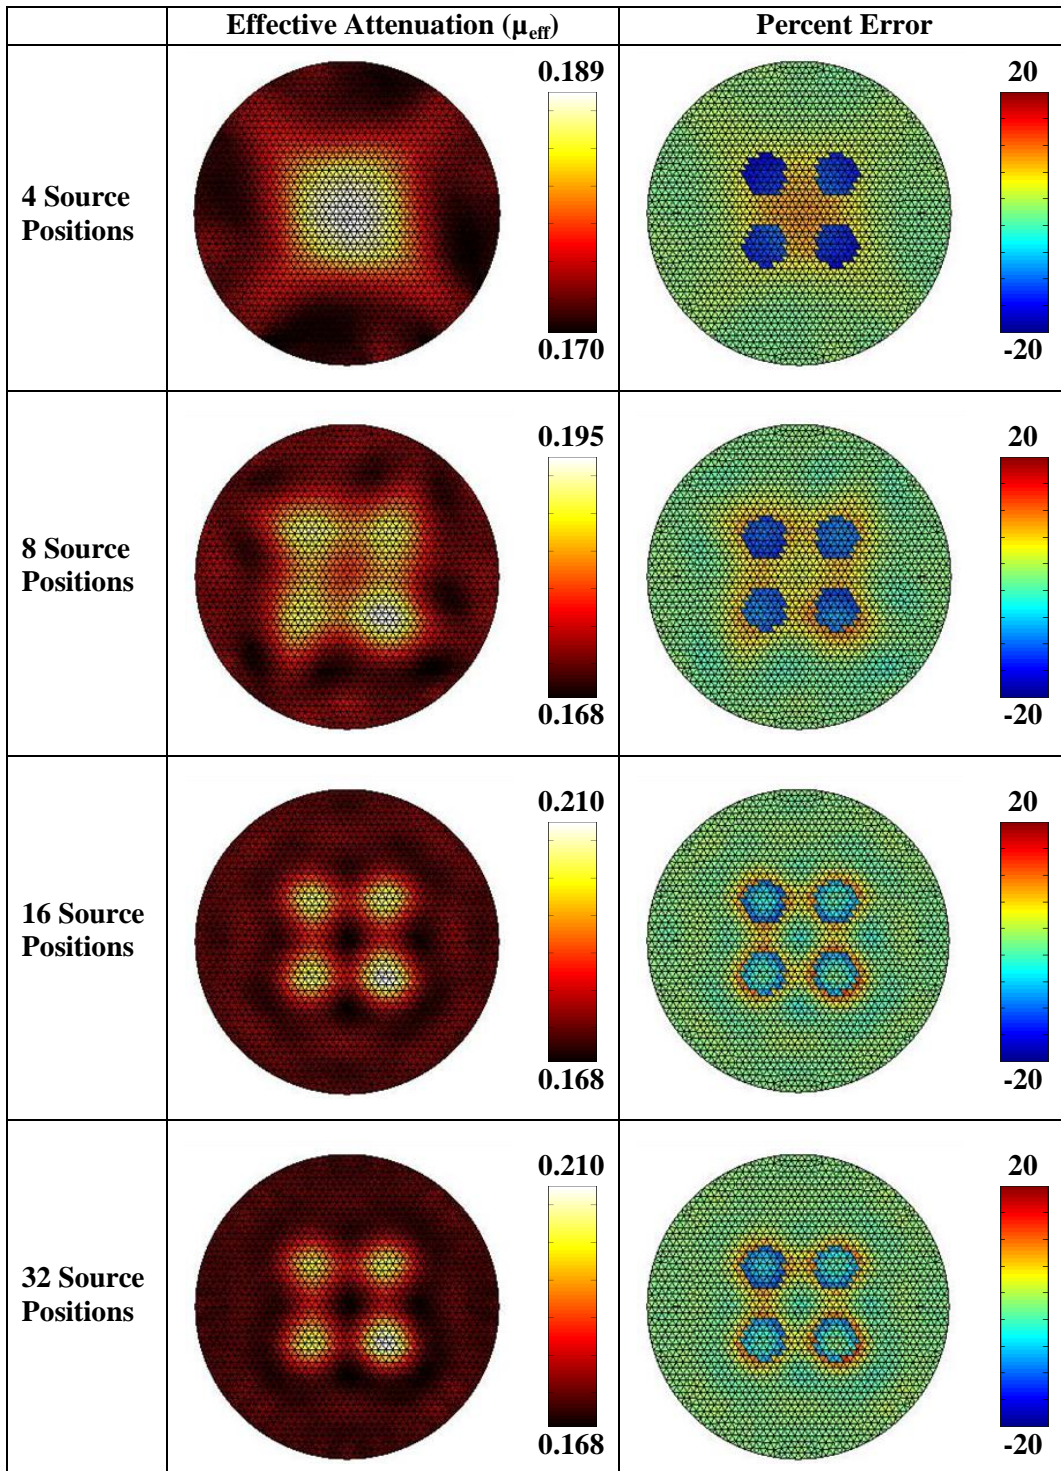 Effective Attenuation (μeff)
Percent Error
4 Source
Positions
0.189
0.170
20
-20
8 Source
Positions
0.195
0.168
20
-20
16 Source
Positions
0.210
0.168
20
-20
32 Source
Positions
0.210
0.168
20
-20